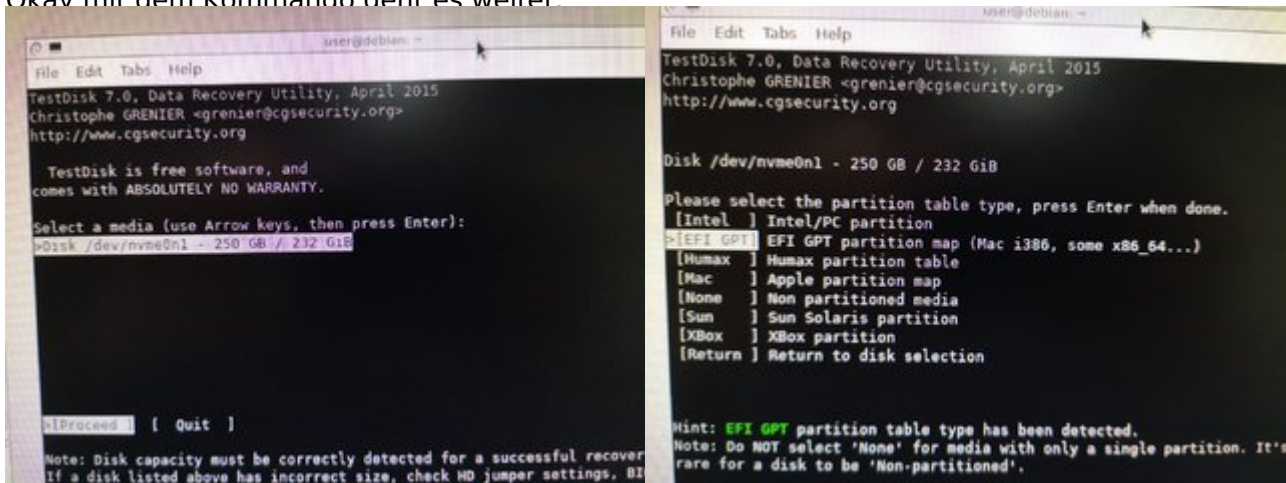 Okay mit dem Kommando geht es weiter.
user@debian: ~
File Edit Tabs Help
TestDisk 7.0, Data Recovery Utility, April 2015
Christophe GRENIER <grenier@cgsecurity.org>
http://www.cgsecurity.org
TestDisk is free software, and
comes with ABSOLUTELY NO WARRANTY.
Select a media (use Arrow keys, then press Enter):
>Disk /dev/nvme0n1 - 250 GB / 232 GiB
>[Proceed ] [ Quit ]
Note: Disk capacity must be correctly detected for a successful recover
If a disk listed above has incorrect size, check HD jumper settings, BI
user@debian: ~
File Edit Tabs Help
TestDisk 7.0, Data Recovery Utility, April 2015
Christophe GRENIER <grenier@cgsecurity.org>
http://www.cgsecurity.org
Disk /dev/nvme0n1 - 250 GB / 232 GiB
Please select the partition table type, press Enter when done.
[Intel ] Intel/PC partition
>[EFI GPT] EFI GPT partition map (Mac i386, some x86_64...)
[Humax ] Humax partition table
[Mac ] Apple partition map
[None ] Non partitioned media
[Sun ] Sun Solaris partition
[XBox ] XBox partition
[Return ] Return to disk selection
Hint: EFI GPT partition table type has been detected.
Note: Do NOT select 'None' for media with only a single partition. It's
rare for a disk to be 'Non-partitioned'.